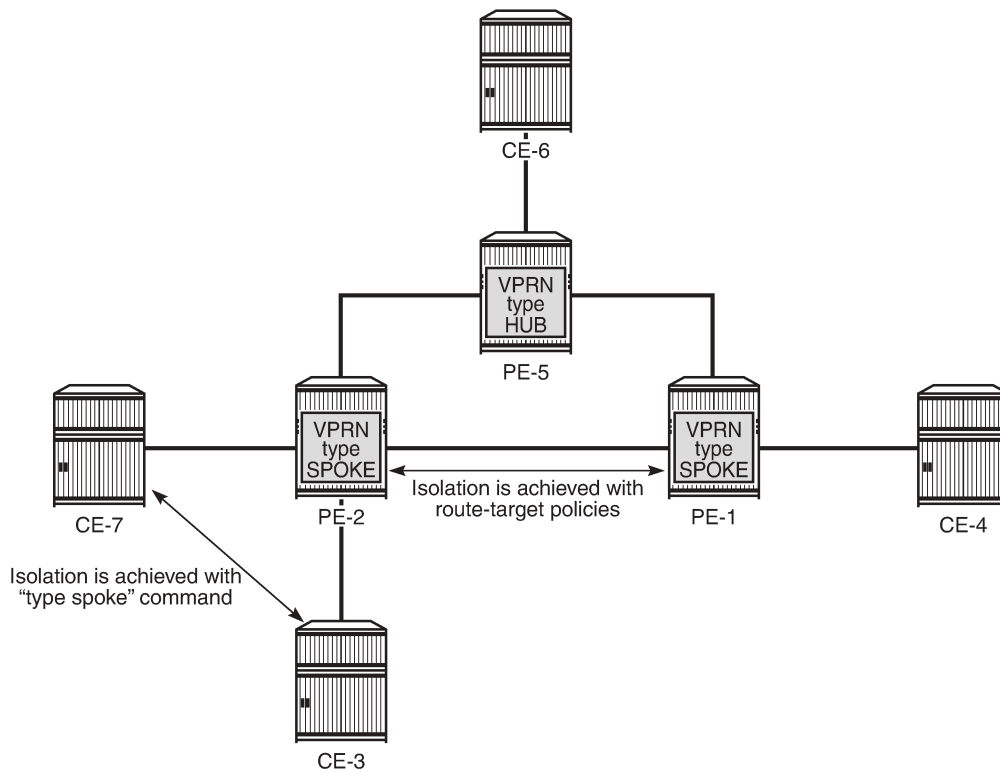 CE-6
VPRN
type
HUB
PE-5
VPRN
type
SPOKE
VPRN
type
SPOKE
Isolation is achieved with
route-target policies
CE-7
PE-2
PE-1
CE-4
Isolation is achieved with
“type spoke” command
CE-3